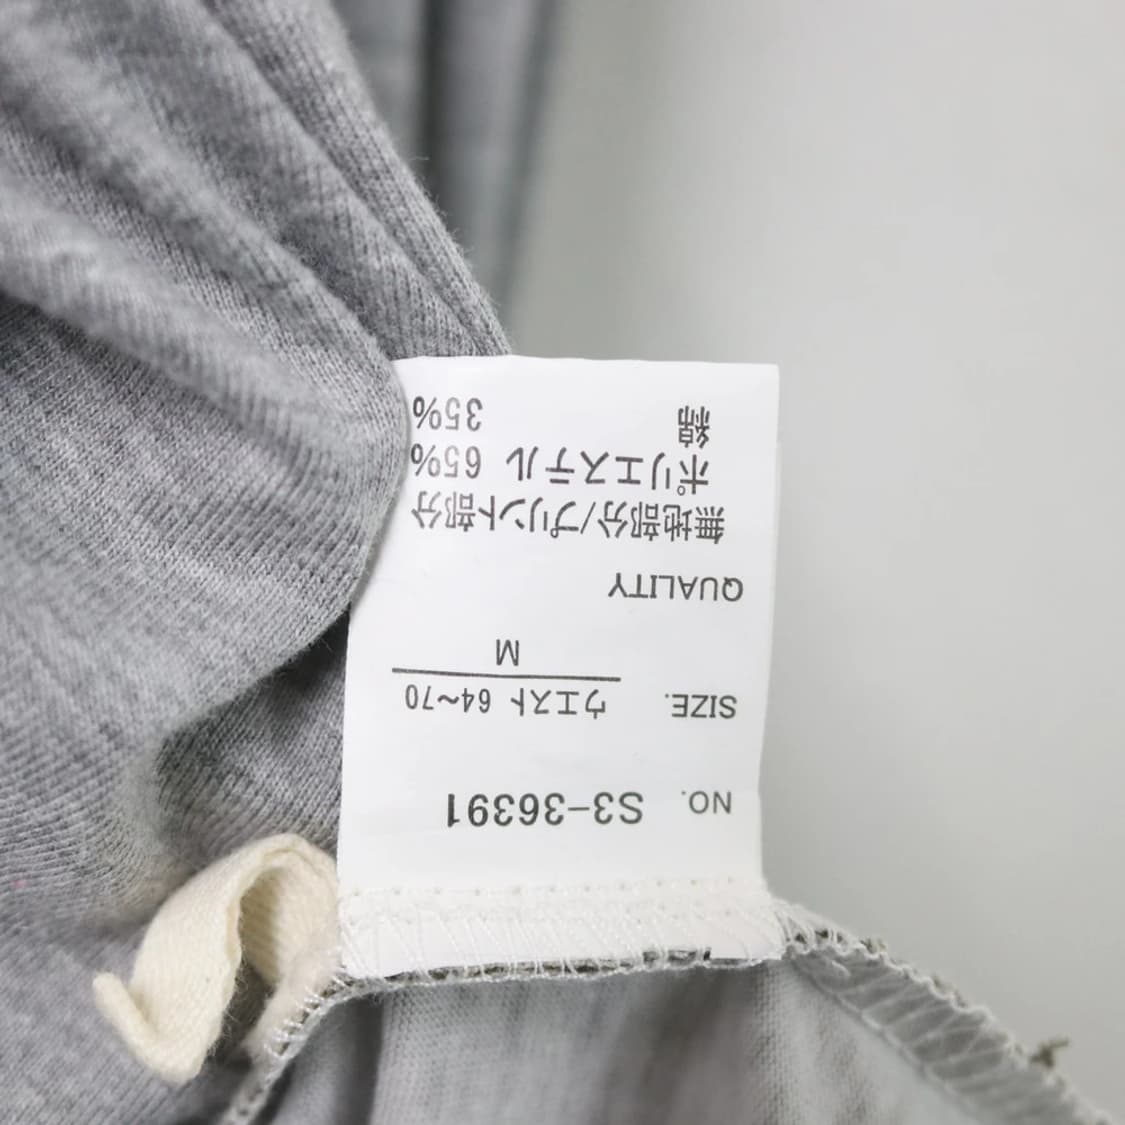 NO. S3-36391
SIZE. ウエスト 64~70
M
QUALITY
無地部分/プリント部分
ポリエステル 65%
綿 35%